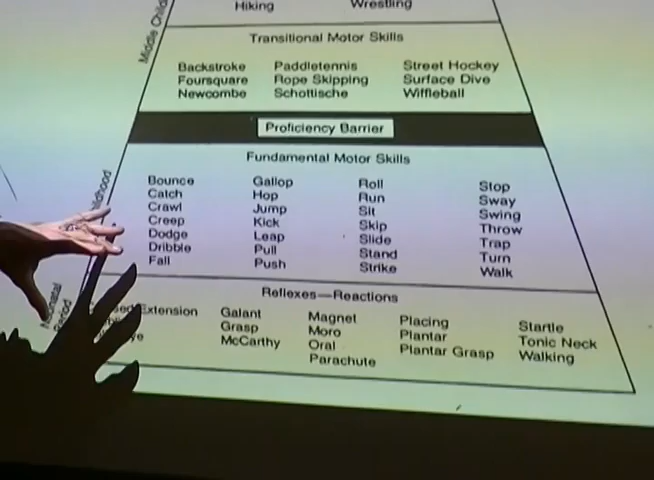 Hiking Wrestling
Middle
Transitional Motor Skills
Backstroke Paddletennis Street Hockey
Foursquare Rope Skipping Surface Dive
Newcombe Schottische Wiffleball
Proficiency Barrier
Fundamental Motor Skills
Bounce Gallop Roll Stop
Catch Hop Run Sway
Crawl Jump Sit Swing
Creep Kick Skip Throw
Dodge Leap Slide Trap
Dribble Pull Stand Turn
Fall Push Strike Walk
Reflexes—Reactions
Extension Galant Magnet Placing Startle
Grasp Moro Plantar Tonic Neck
McCarthy Oral Plantar Grasp Walking
Parachute
Period